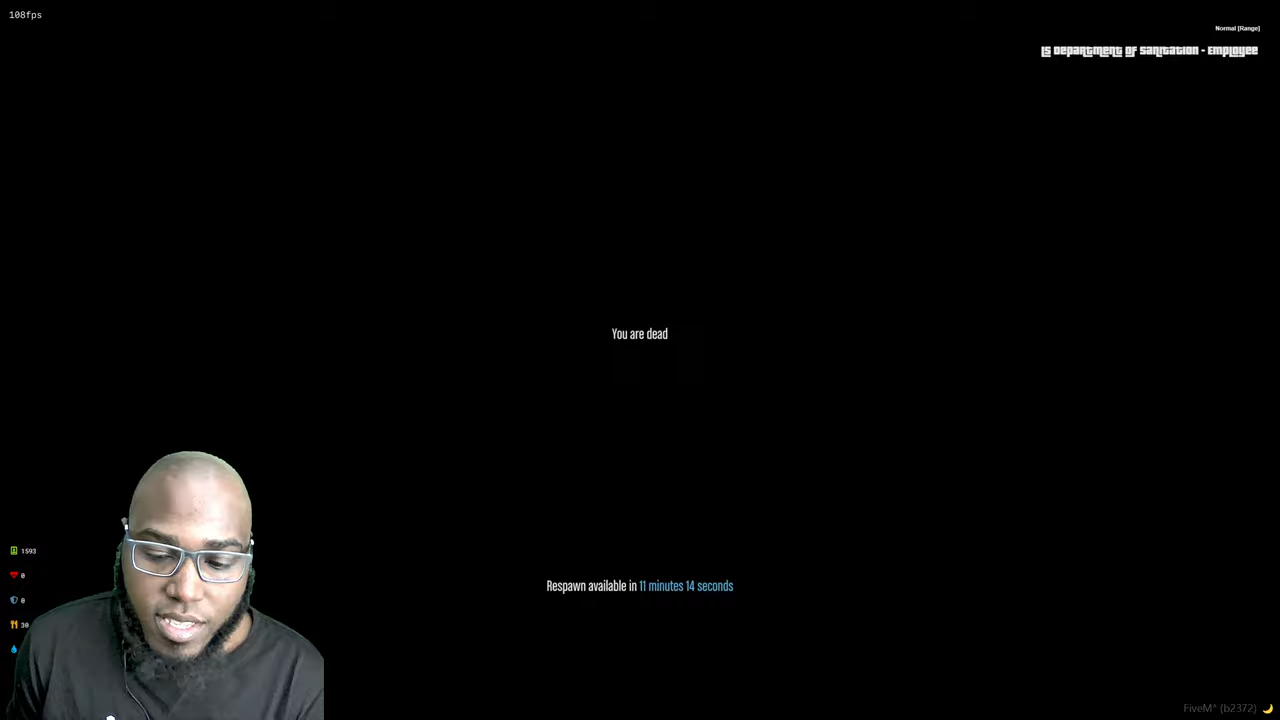 108fps
Normal [Range]
LS Department of Sanitation - Employee
You are dead
Respawn available in 11 minutes 14 seconds
1593
0
0
30
FiveM* (b2372)